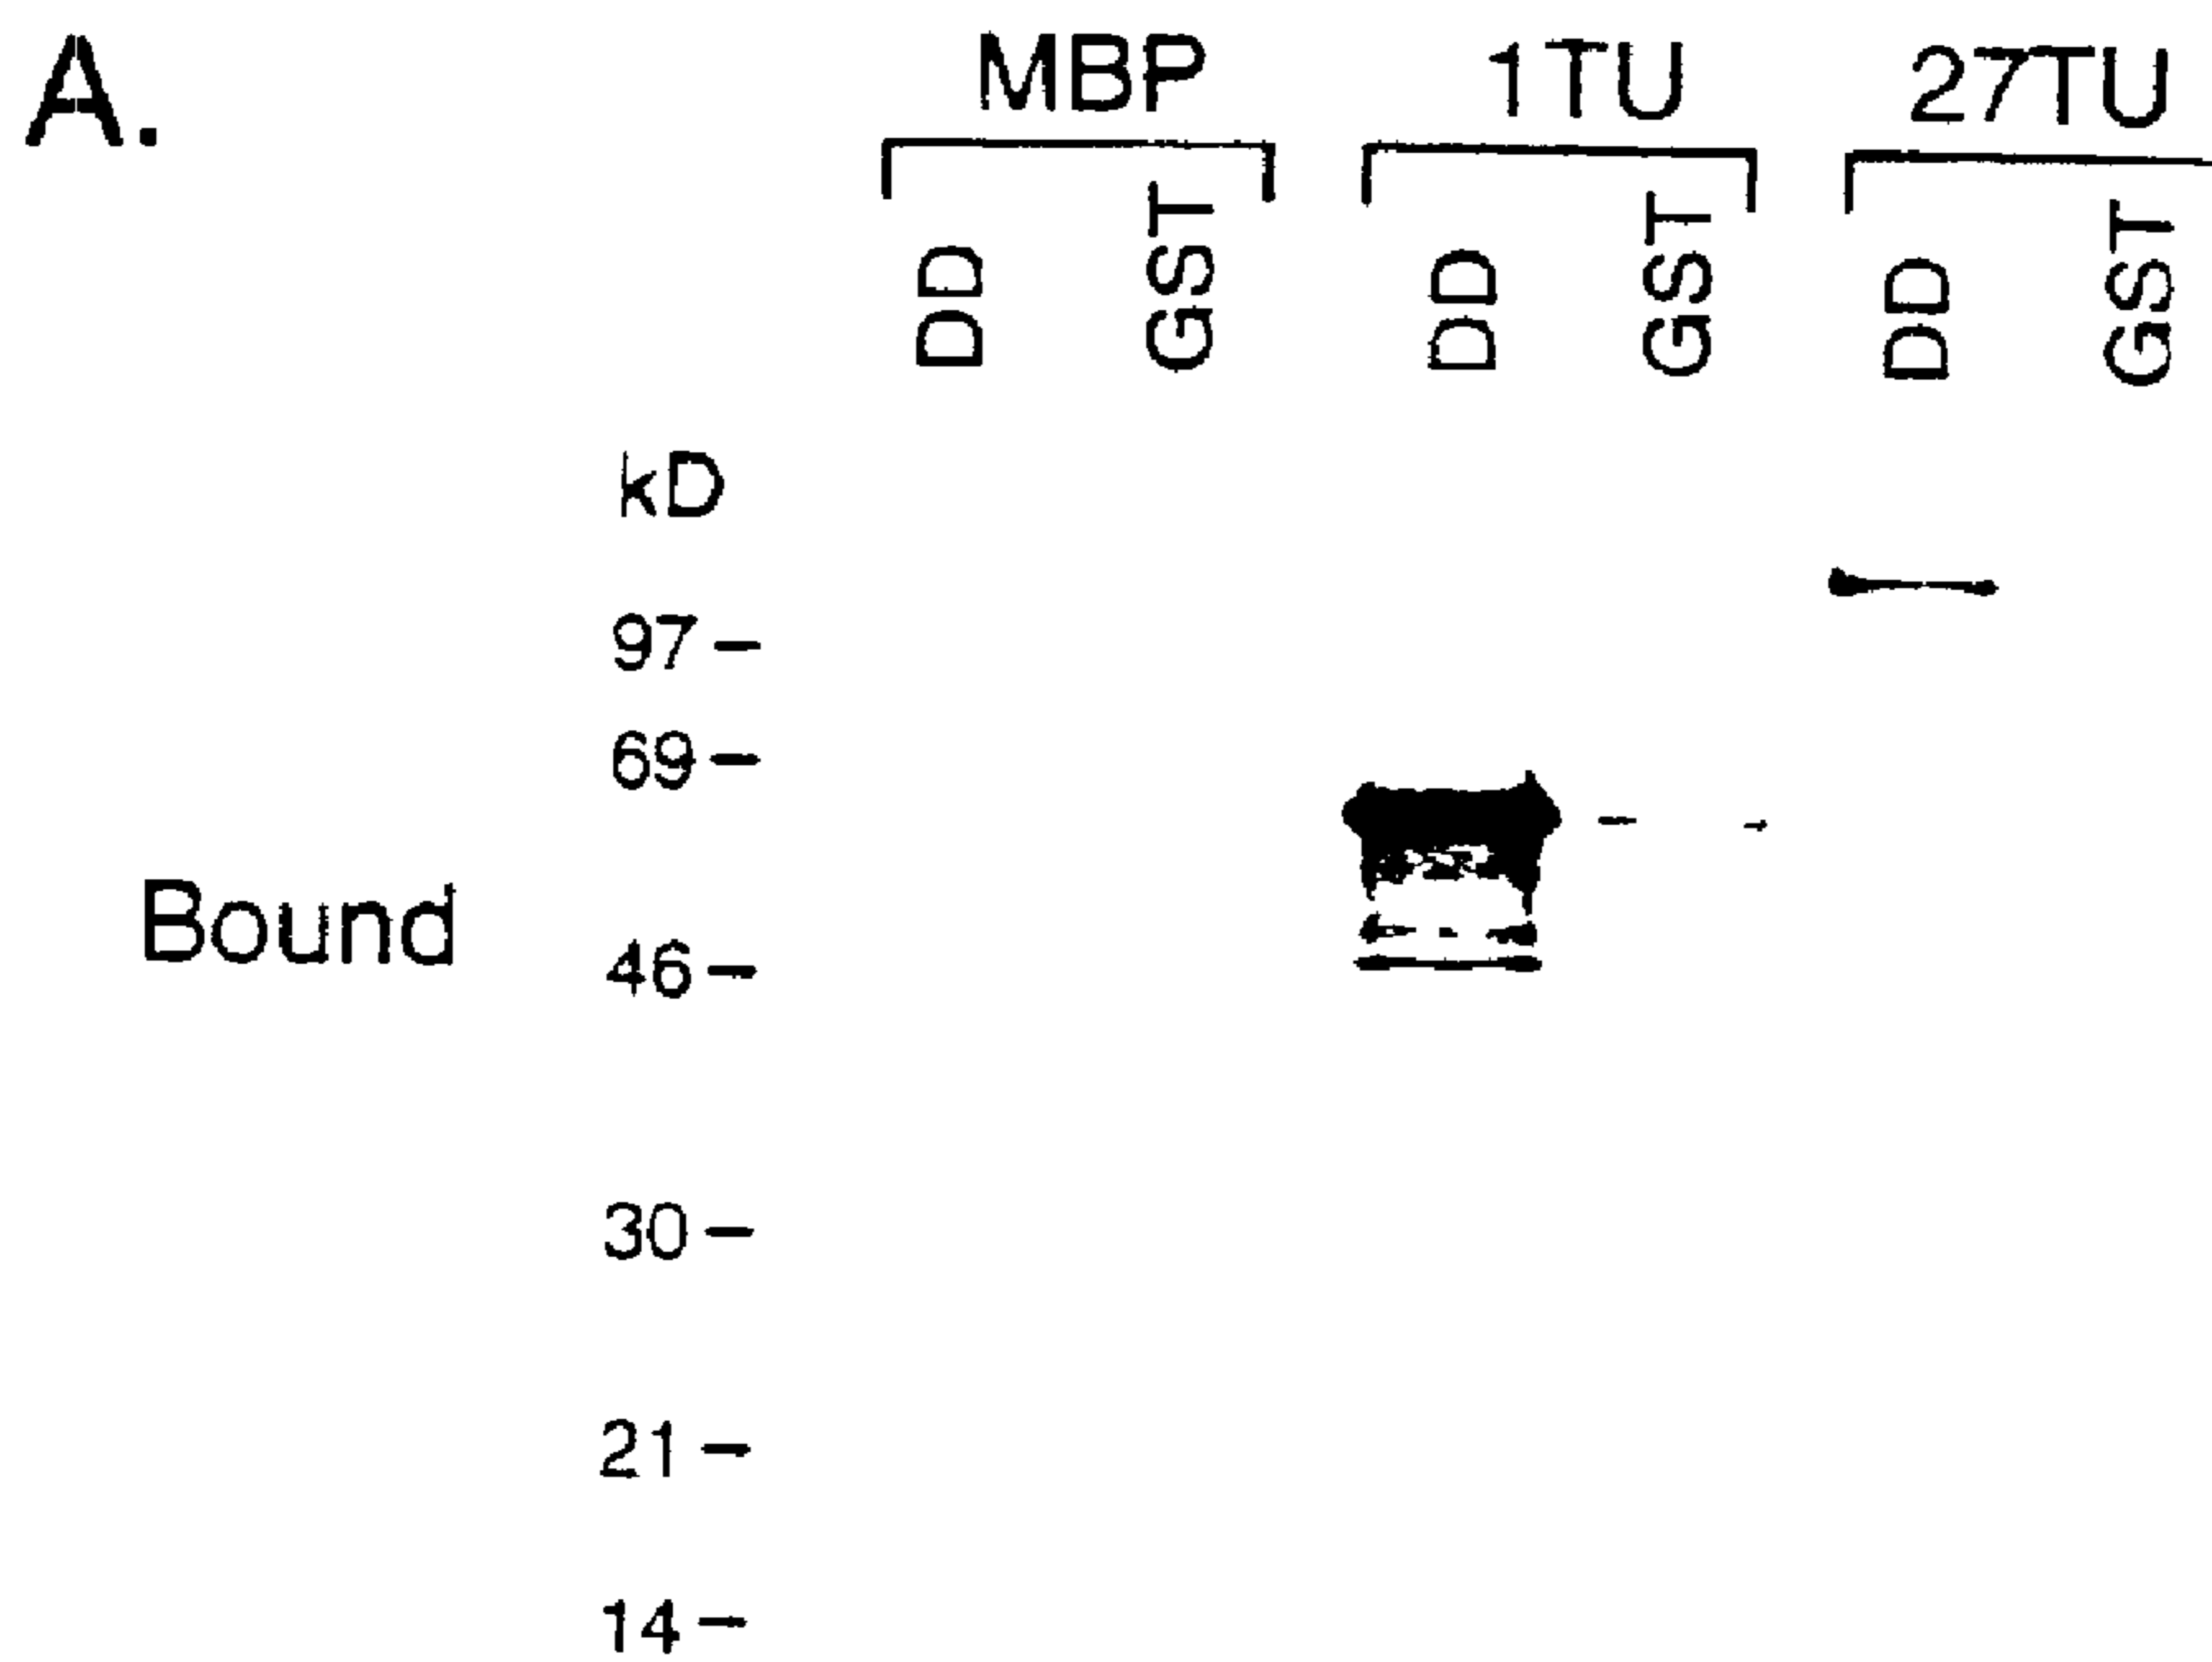 A.
MBP 1TU 27TU
DD GST DD GST DD GST
kD
97-
69-
Bound
46-
30-
21-
14-